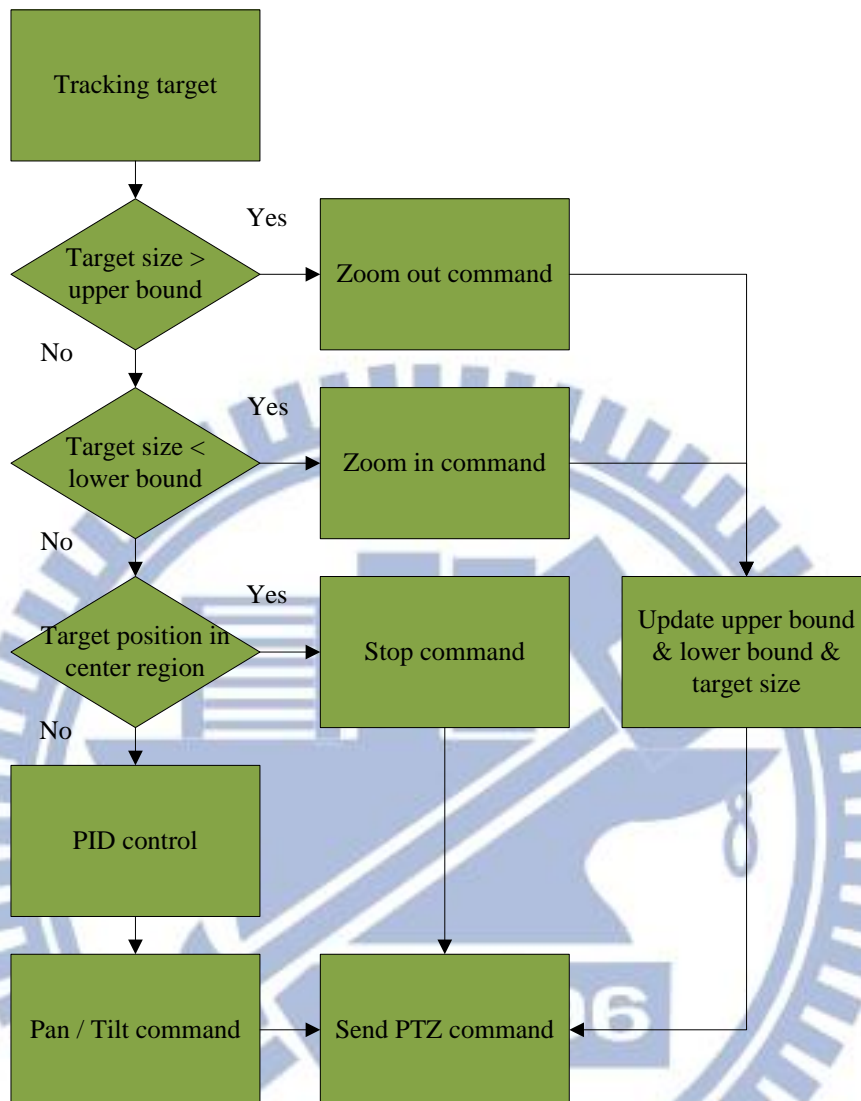 Tracking target
Yes
Target size >
upper bound
Zoom out command
No
Yes
Target size <
lower bound
Zoom in command
No
Yes
Target position in
center region
Stop command
Update upper bound
& lower bound &
target size
No
PID control
Pan / Tilt command
Send PTZ command